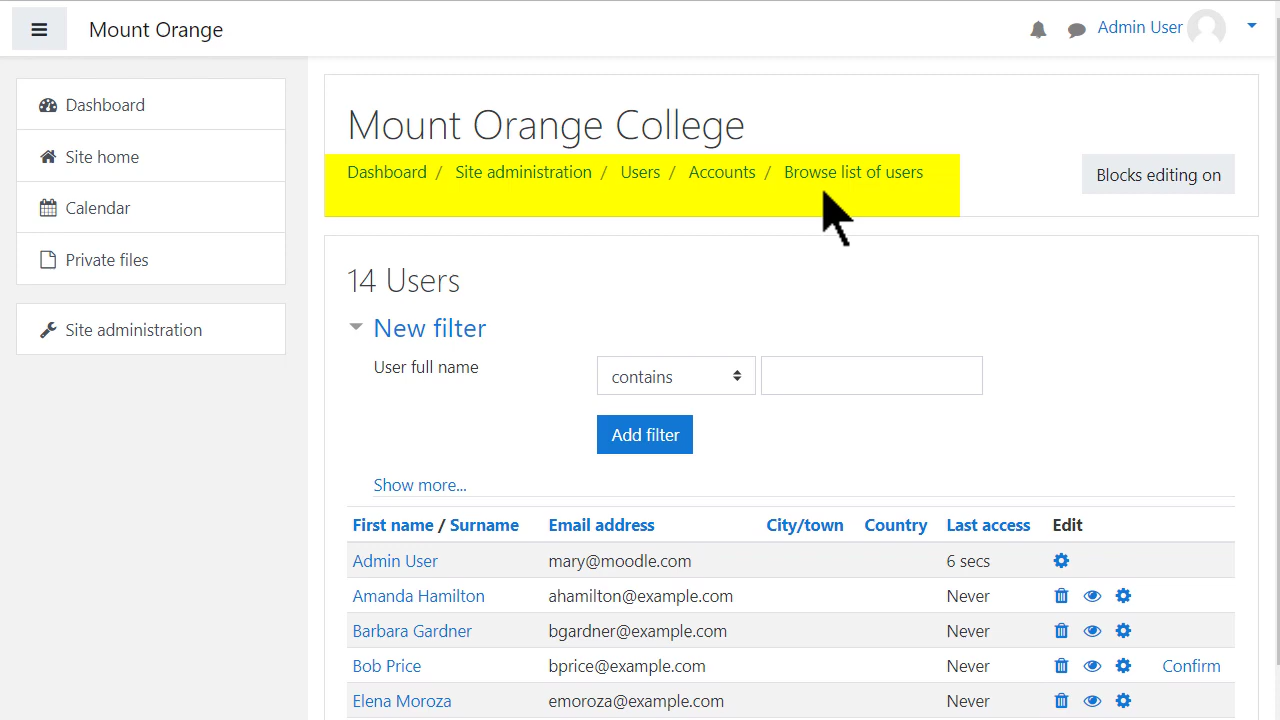 Mount Orange
Admin User
Dashboard
Site home
Calendar
Private files
Site administration
Mount Orange College
Dashboard / Site administration / Users / Accounts / Browse list of users
Blocks editing on
14 Users
New filter
User full name contains
Add filter
Show more...
First name / Surname Email address City/town Country Last access Edit
Admin User mary@moodle.com 6 secs
Amanda Hamilton ahamilton@example.com Never
Barbara Gardner bgardner@example.com Never
Bob Price bprice@example.com Never Confirm
Elena Moroza emoroza@example.com Never